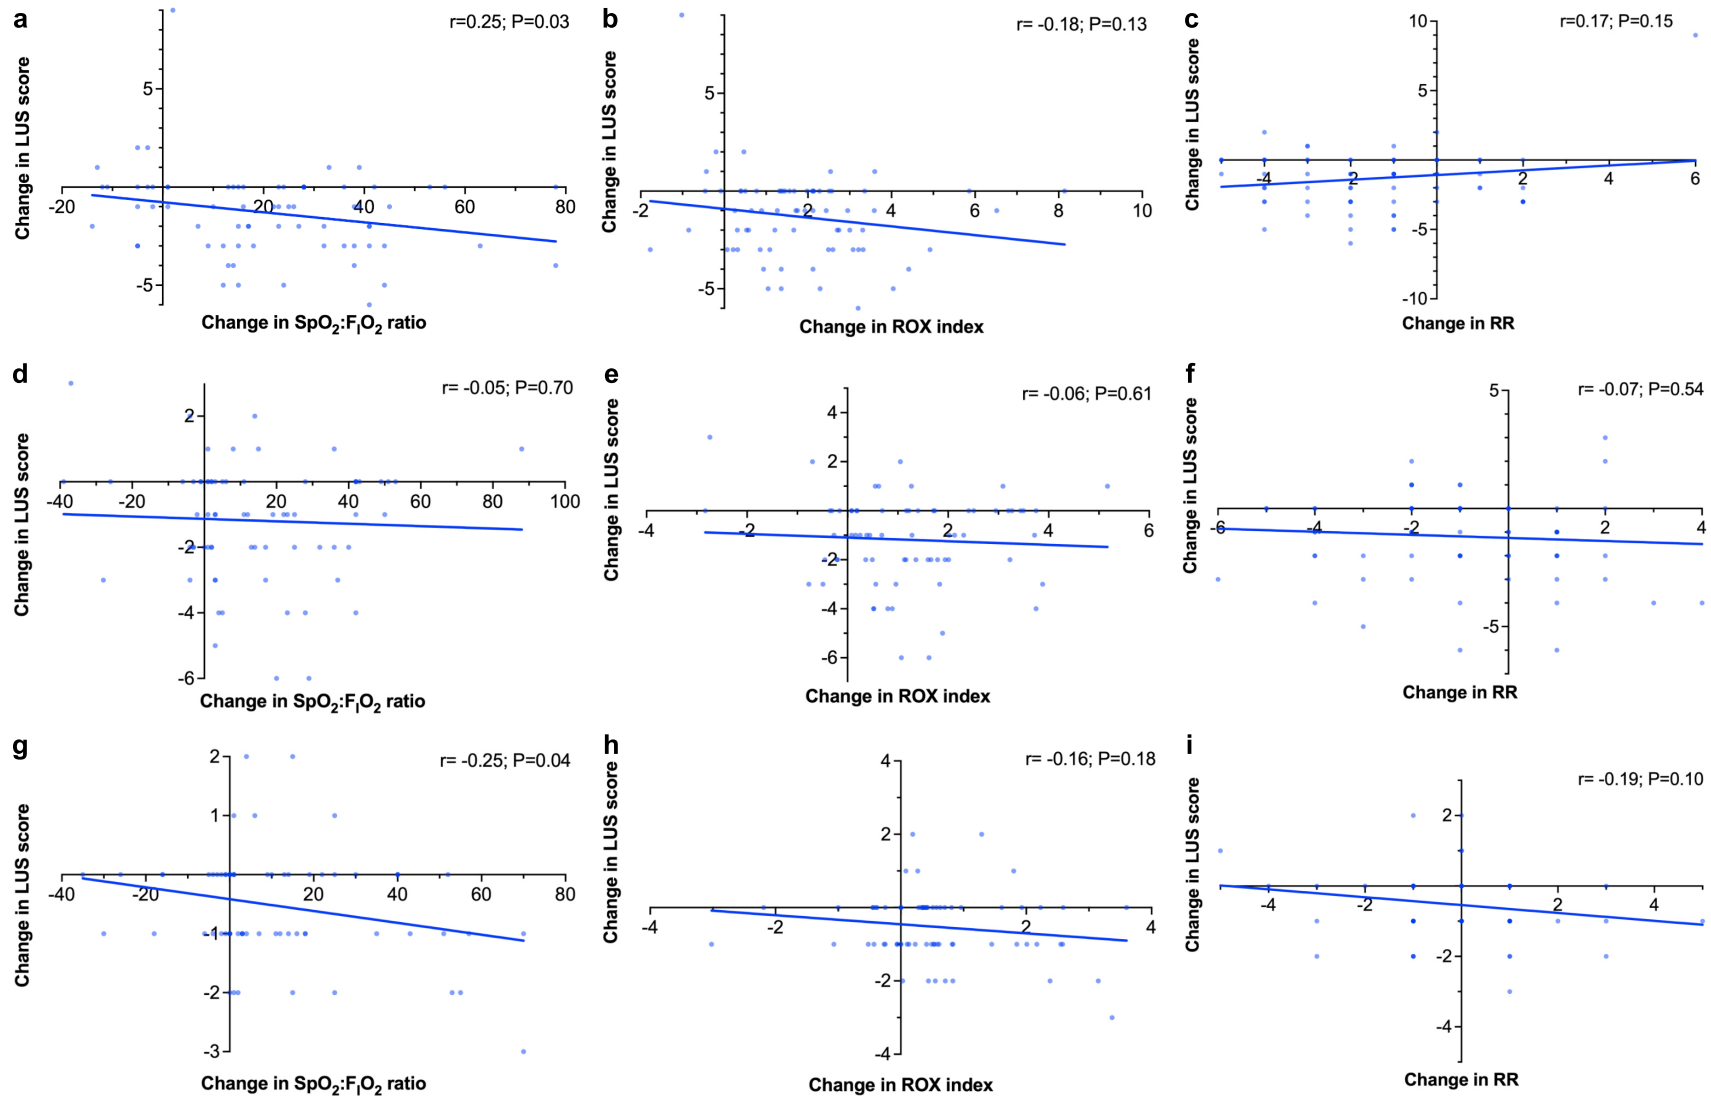 a
r=0.25; P=0.03
Change in LUS score
5
-5
-20
20
40
60
80
Change in SpO2:FIO2 ratio
b
r= -0.18; P=0.13
Change in LUS score
5
-5
-2
2
4
6
8
10
Change in ROX index
c
r=0.17; P=0.15
Change in LUS score
10
5
-5
-10
-4
-2
2
4
6
Change in RR
d
r= -0.05; P=0.70
Change in LUS score
2
-2
-4
-6
-40
-20
20
40
60
80
100
Change in SpO2:FIO2 ratio
e
r= -0.06; P=0.61
Change in LUS score
4
2
-2
-4
-6
-4
-2
2
4
6
Change in ROX index
f
r= -0.07; P=0.54
Change in LUS score
5
-5
-6
-4
-2
2
4
Change in RR
g
r= -0.25; P=0.04
Change in LUS score
2
1
-1
-2
-3
-40
-20
20
40
60
80
Change in SpO2:FIO2 ratio
h
r= -0.16; P=0.18
Change in LUS score
4
2
-2
-4
-4
-2
2
4
Change in ROX index
i
r= -0.19; P=0.10
Change in LUS score
2
-2
-4
-4
-2
2
4
Change in RR